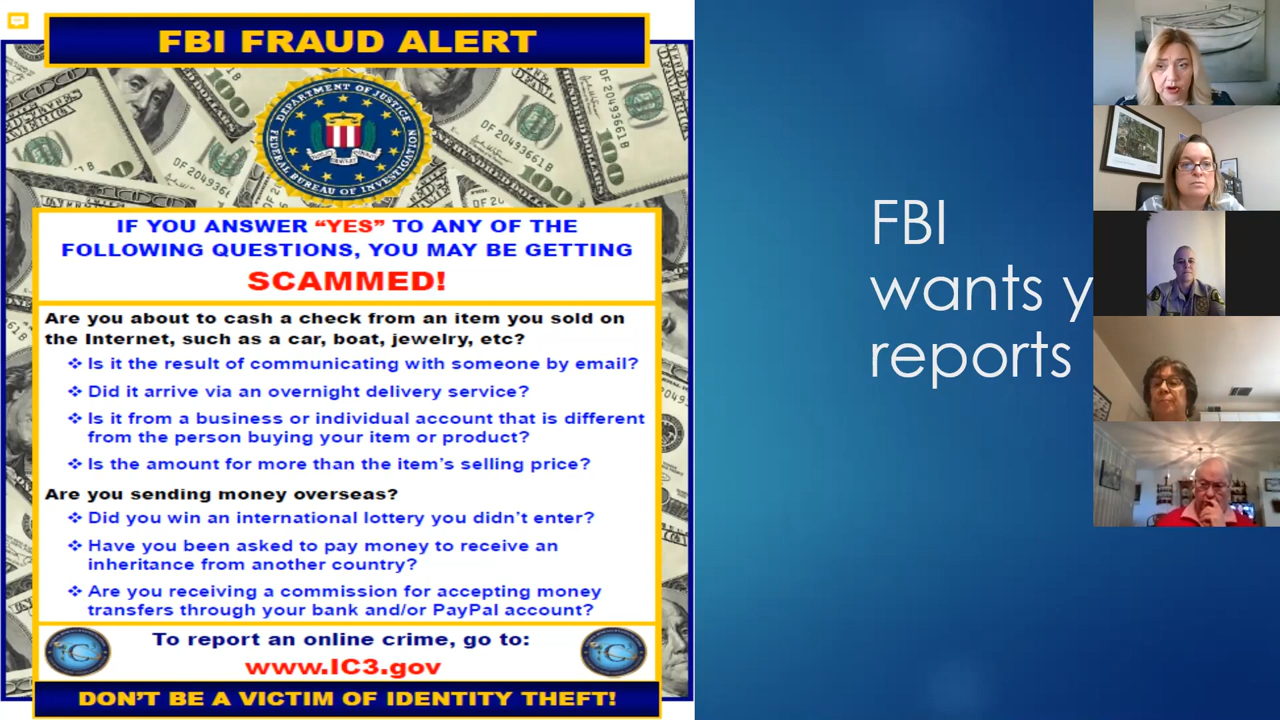 FBI FRAUD ALERT
DEPARTMENT OF JUSTICE
FEDERAL BUREAU OF INVESTIGATION
IF YOU ANSWER “YES” TO ANY OF THE
FOLLOWING QUESTIONS, YOU MAY BE GETTING
SCAMMED!
Are you about to cash a check from an item you sold on
the Internet, such as a car, boat, jewelry, etc?
❖ Is it the result of communicating with someone by email?
❖ Did it arrive via an overnight delivery service?
❖ Is it from a business or individual account that is different
from the person buying your item or product?
❖ Is the amount for more than the item’s selling price?
Are you sending money overseas?
❖ Did you win an international lottery you didn’t enter?
❖ Have you been asked to pay money to receive an
inheritance from another country?
❖ Are you receiving a commission for accepting money
transfers through your bank and/or PayPal account?
To report an online crime, go to:
www.IC3.gov
DON’T BE A VICTIM OF IDENTITY THEFT!
FBI
wants y
reports